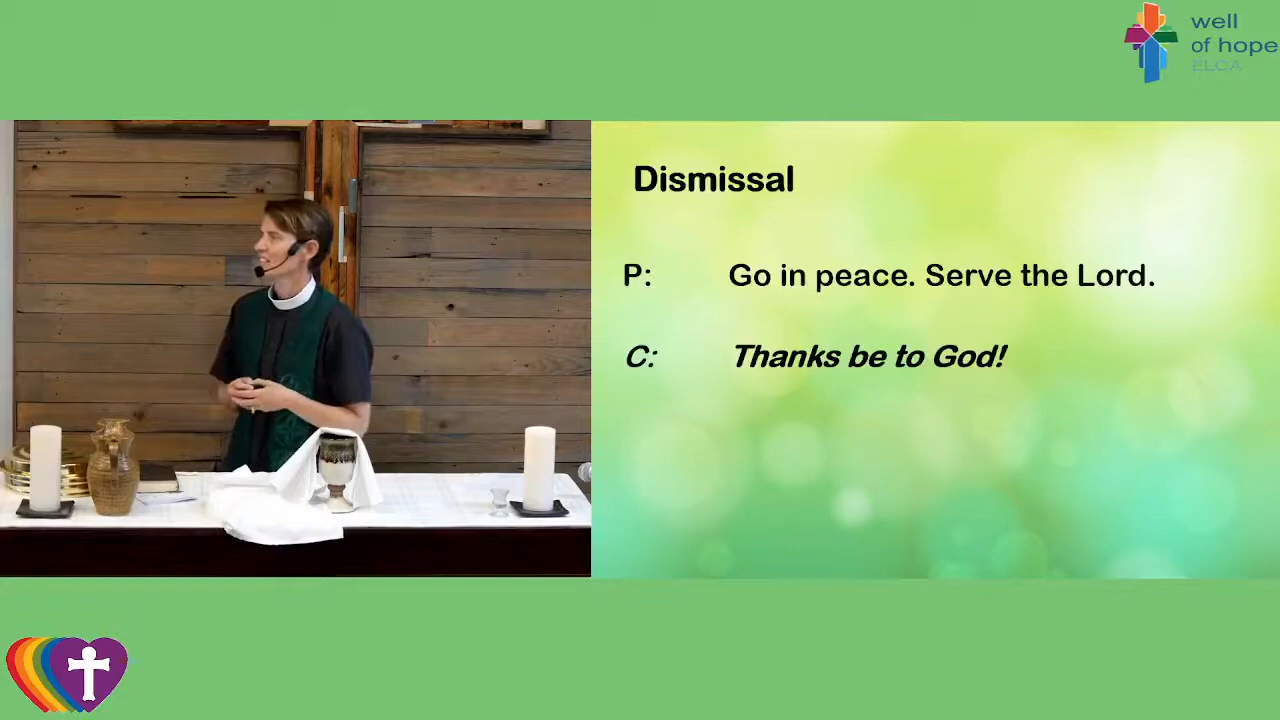 well
of hope
ELCA
Dismissal
P: Go in peace. Serve the Lord.
C: Thanks be to God!